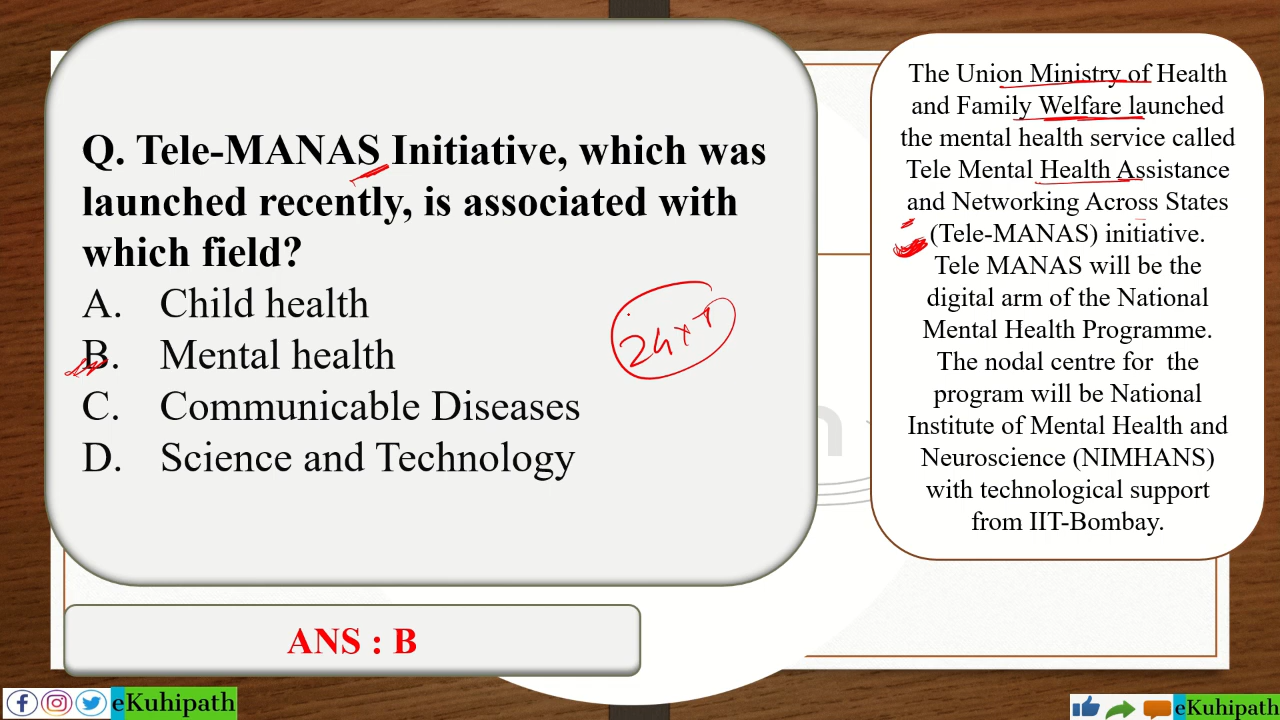 Q. Tele-MANAS Initiative, which was
launched recently, is associated with
which field?
A. Child health
B. Mental health
C. Communicable Diseases
D. Science and Technology
ANS : B
The Union Ministry of Health
and Family Welfare launched
the mental health service called
Tele Mental Health Assistance
and Networking Across States
(Tele-MANAS) initiative.
Tele MANAS will be the
digital arm of the National
Mental Health Programme.
The nodal centre for the
program will be National
Institute of Mental Health and
Neuroscience (NIMHANS)
with technological support
from IIT-Bombay.
eKuhipath
eKuhipath